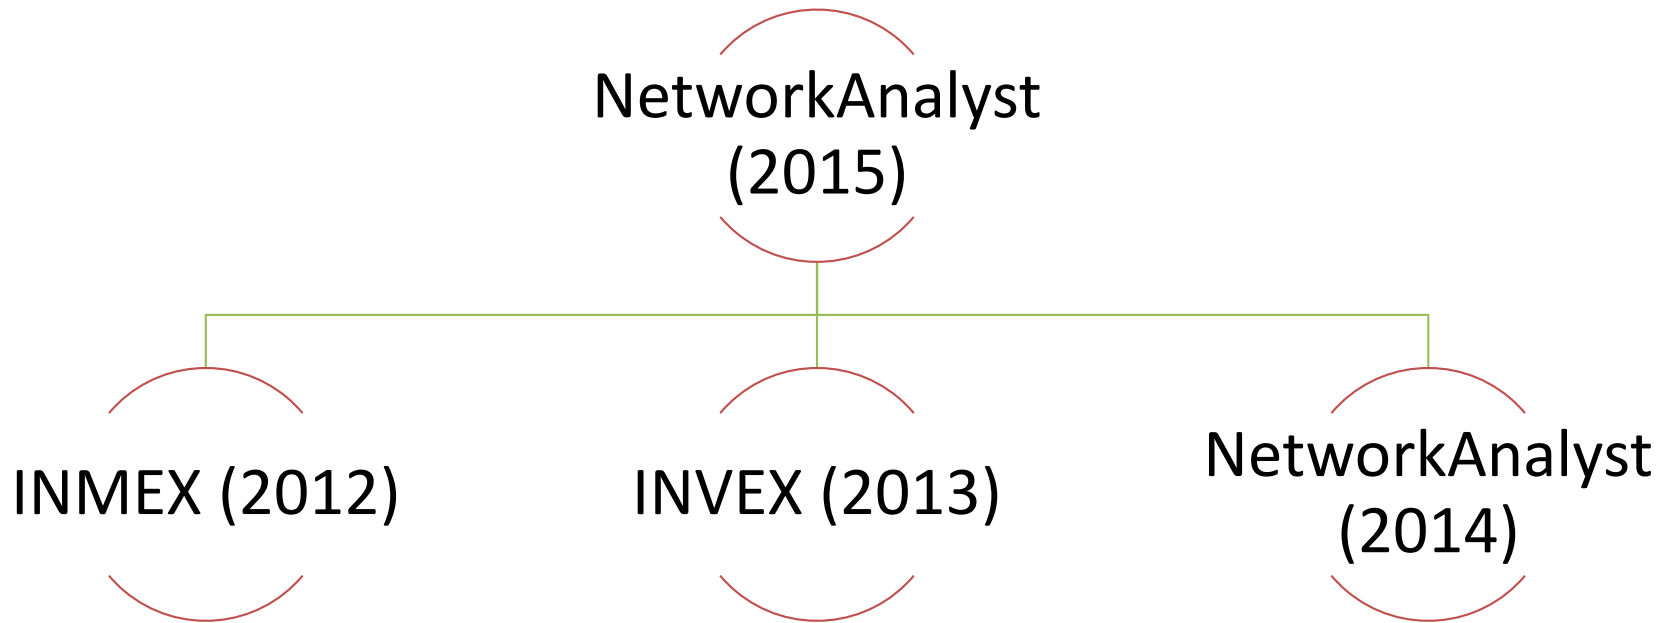 NetworkAnalyst
(2015)
INMEX (2012)
INVEX (2013)
NetworkAnalyst
(2014)